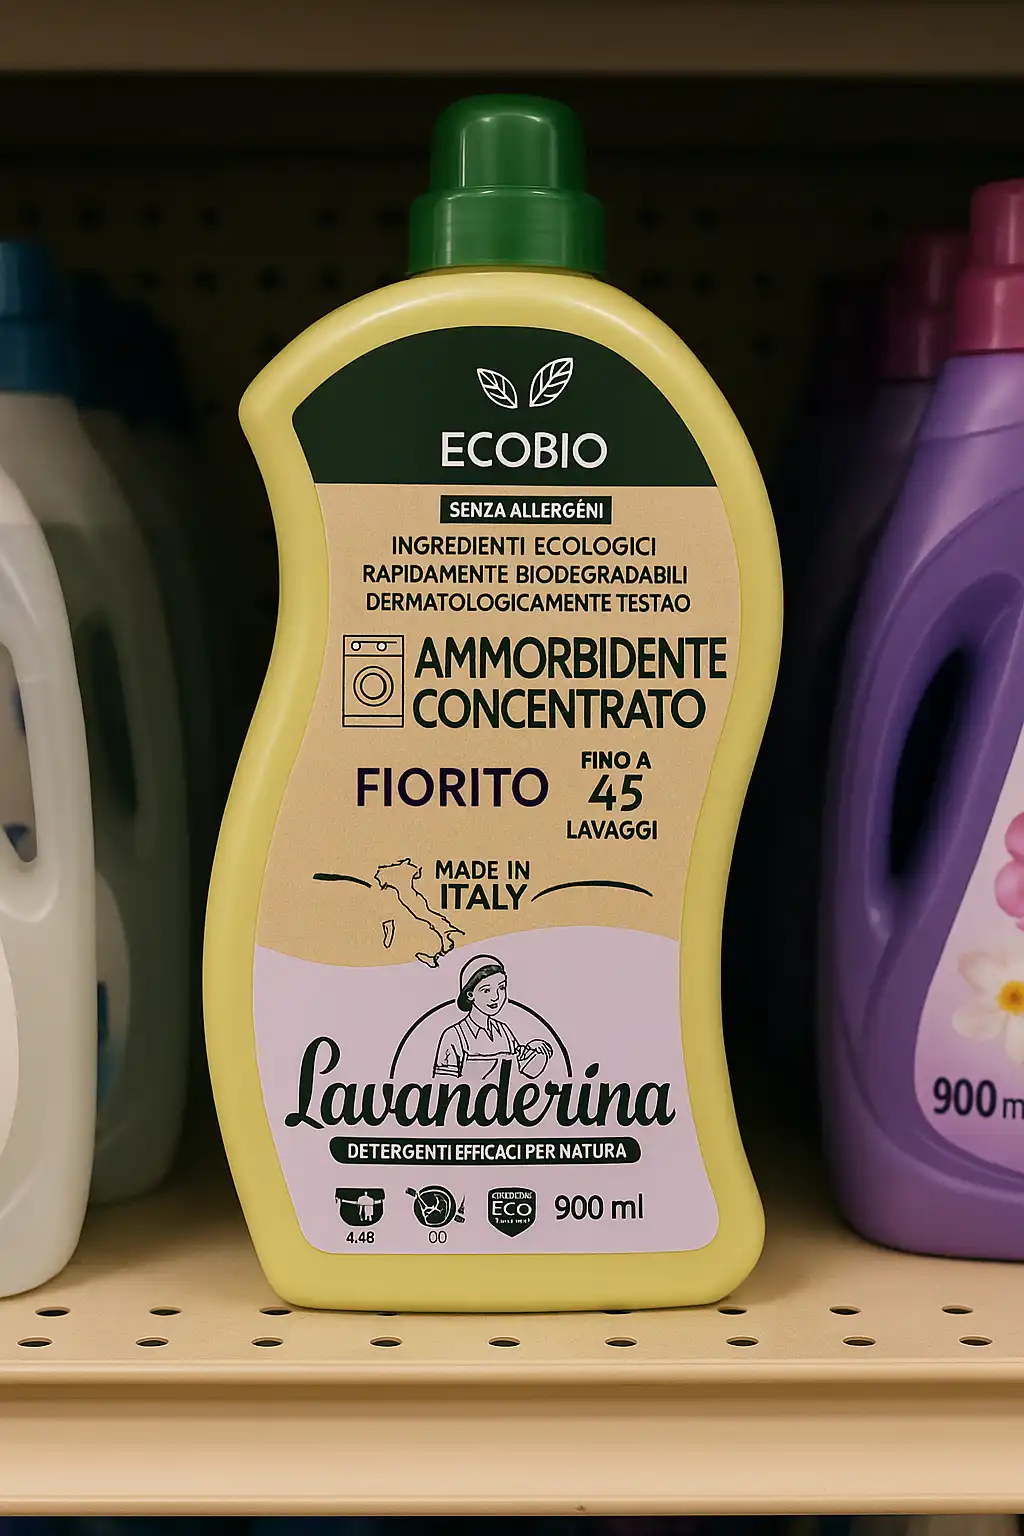 ECOBIO
SENZA ALLERGÉNI
INGREDIENTI ECOLOGICI
RAPIDAMENTE BIODEGRADABILI
DERMATOLOGICAMENTE TESTAO
AMMORBIDENTE
CONCENTRATO
FIORITO
FINO A
45
LAVAGGI
MADE IN
ITALY
Lavanderina
DETERGENTI EFFICACI PER NATURA
4.48
00
ECO
900 ml
900 m